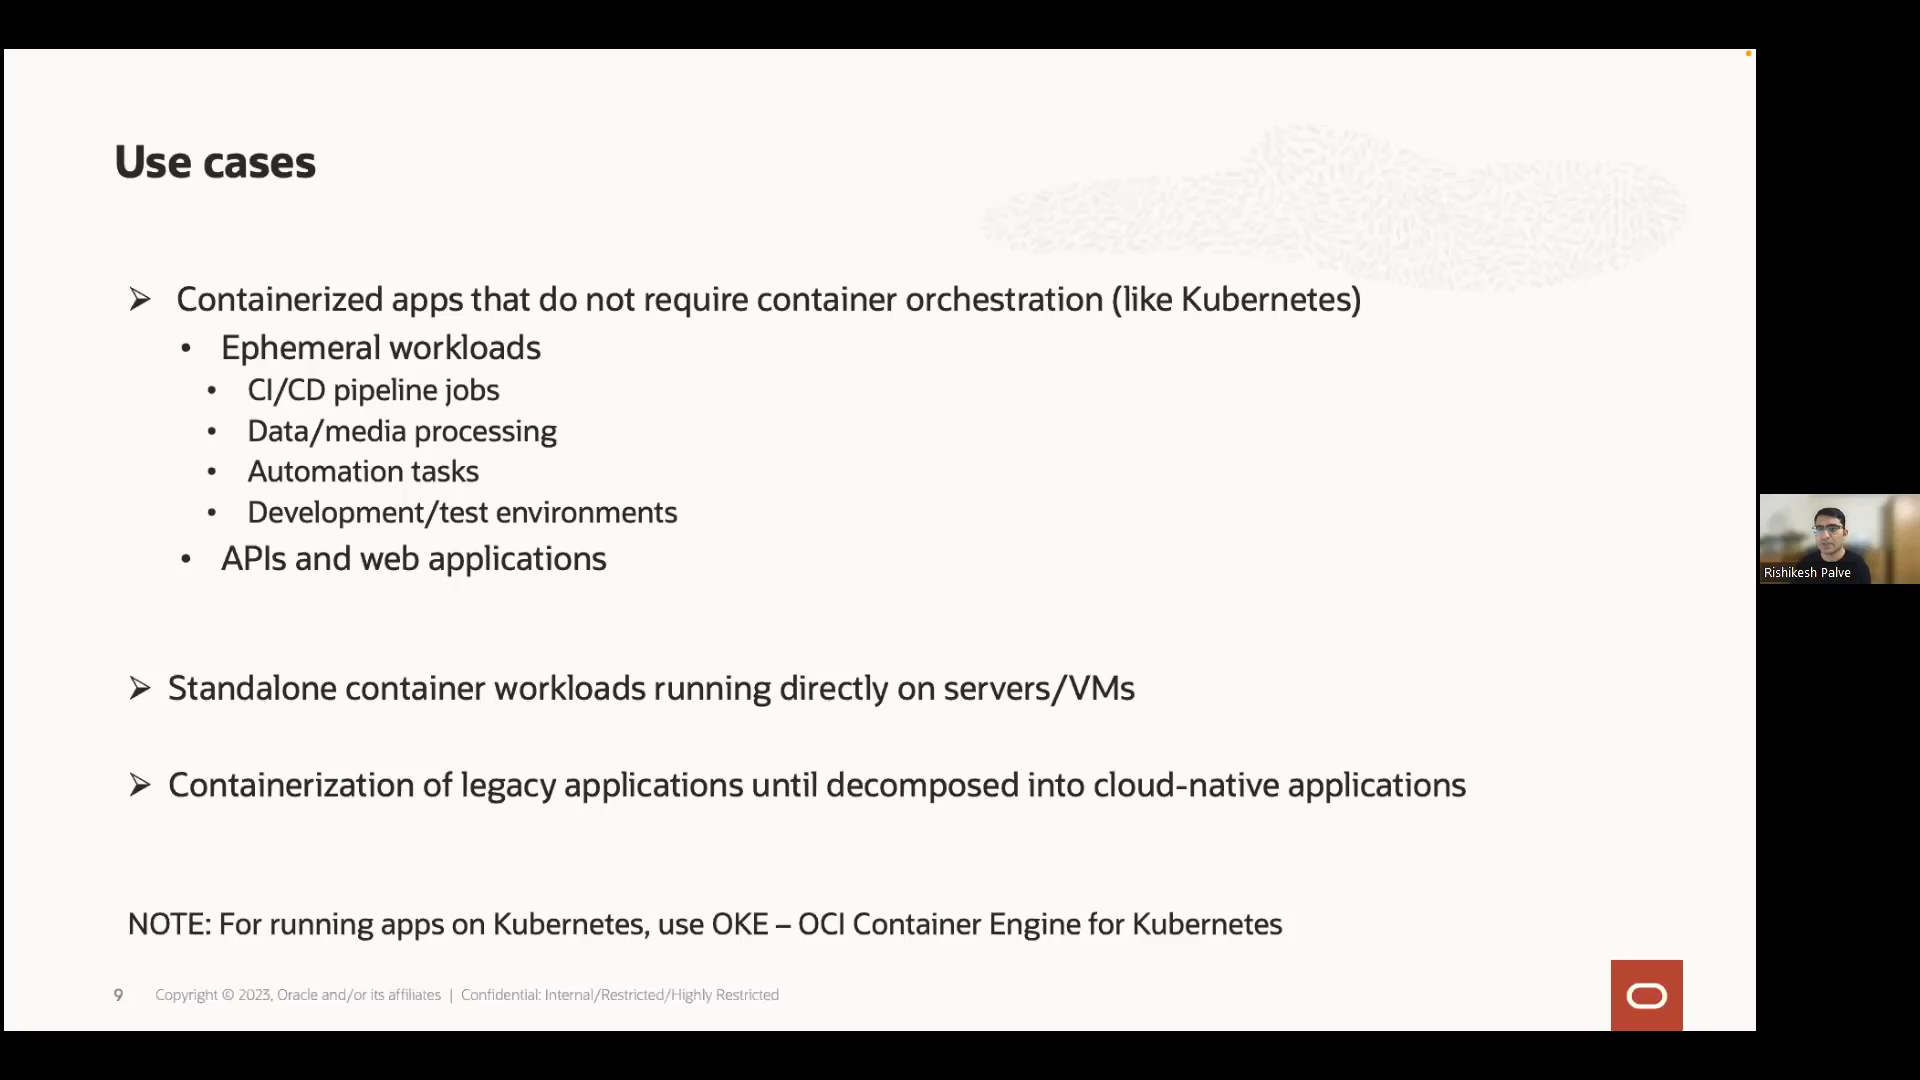 Use cases
➢ Containerized apps that do not require container orchestration (like Kubernetes)
• Ephemeral workloads
• CI/CD pipeline jobs
• Data/media processing
• Automation tasks
• Development/test environments
• APIs and web applications
➢ Standalone container workloads running directly on servers/VMs
➢ Containerization of legacy applications until decomposed into cloud-native applications
NOTE: For running apps on Kubernetes, use OKE – OCI Container Engine for Kubernetes
9 Copyright © 2023, Oracle and/or its affiliates | Confidential: Internal/Restricted/Highly Restricted
Rishikesh Palve